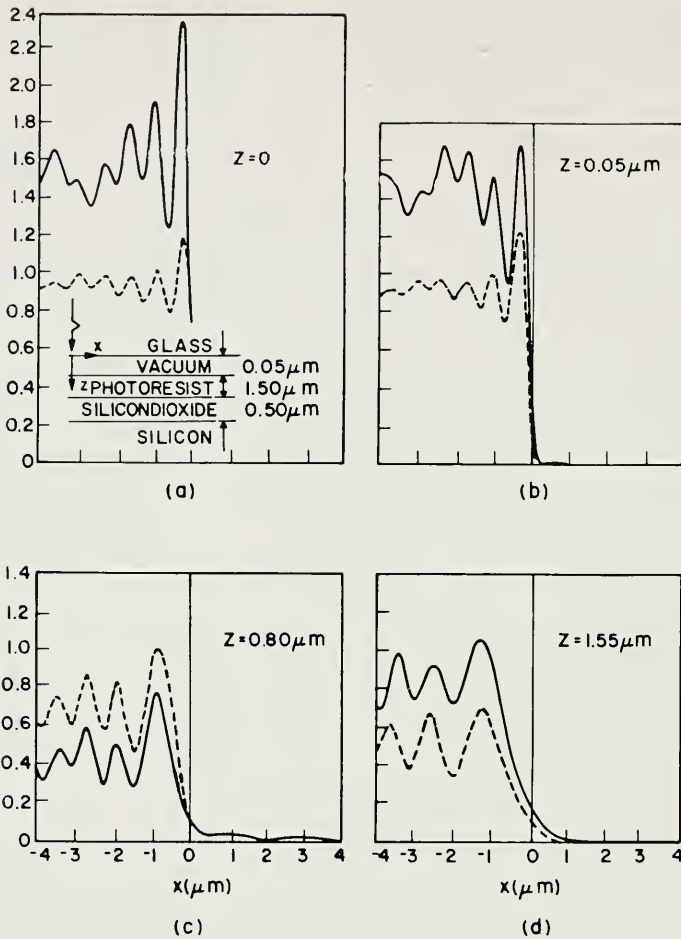 2.4
2.2
2.0
1.8
1.6
1.4
1.2
1.0
0.8
0.6
0.4
0.2
0
Z=0
X GLASS
VACUUM 0.05μm
Z PHOTORESIST 1.50μm
SILICONDIOXIDE 0.50μm
SILICON
(a)
Z=0.05μm
(b)
1.4
1.2
1.0
0.8
0.6
0.4
0.2
0
Z=0.80μm
-4 -3 -2 -1 0 1 2 3 4
x(μm)
(c)
Z=1.55μm
-4 -3 -2 -1 0 1 2 3 4
x(μm)
(d)